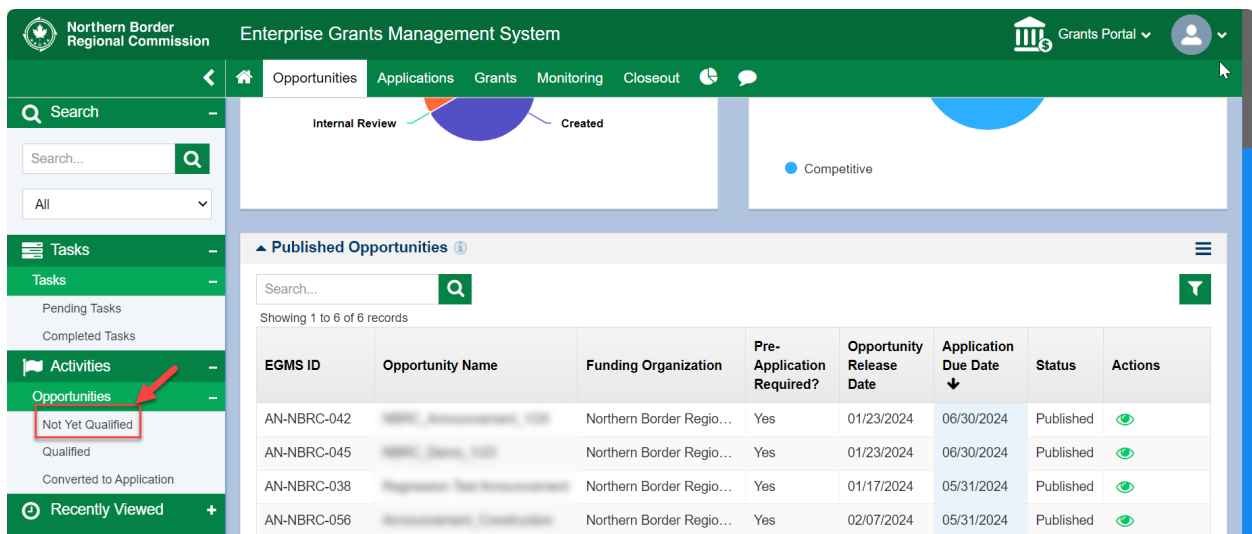 Northern Border
Regional Commission
Enterprise Grants Management System
Grants Portal
Opportunities Applications Grants Monitoring Closeout
Search
Search...
All
Tasks
Tasks
Pending Tasks
Completed Tasks
Activities
Opportunities
Not Yet Qualified
Qualified
Converted to Application
Recently Viewed
Internal Review
Created
Competitive
Published Opportunities
Search...
Showing 1 to 6 of 6 records
EGMS ID Opportunity Name Funding Organization Pre-Application Required? Opportunity Release Date Application Due Date Status Actions
AN-NBRC-042 Northern Border Regio... Yes 01/23/2024 06/30/2024 Published
AN-NBRC-045 Northern Border Regio... Yes 01/23/2024 06/30/2024 Published
AN-NBRC-038 Northern Border Regio... Yes 01/17/2024 05/31/2024 Published
AN-NBRC-056 Northern Border Regio... Yes 02/07/2024 05/31/2024 Published